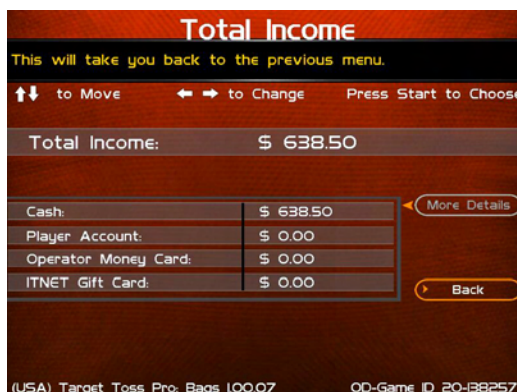 Total Income
This will take you back to the previous menu.
to Move to Change Press Start to Choose
Total Income: $ 638.50
More Details
Cash: $ 638.50
Player Account: $ 0.00
Operator Money Card: $ 0.00
ITNET Gift Card: $ 0.00
Back
(USA) Target Toss Pro: Bags 1.00.07 OD-Game ID 20-138257